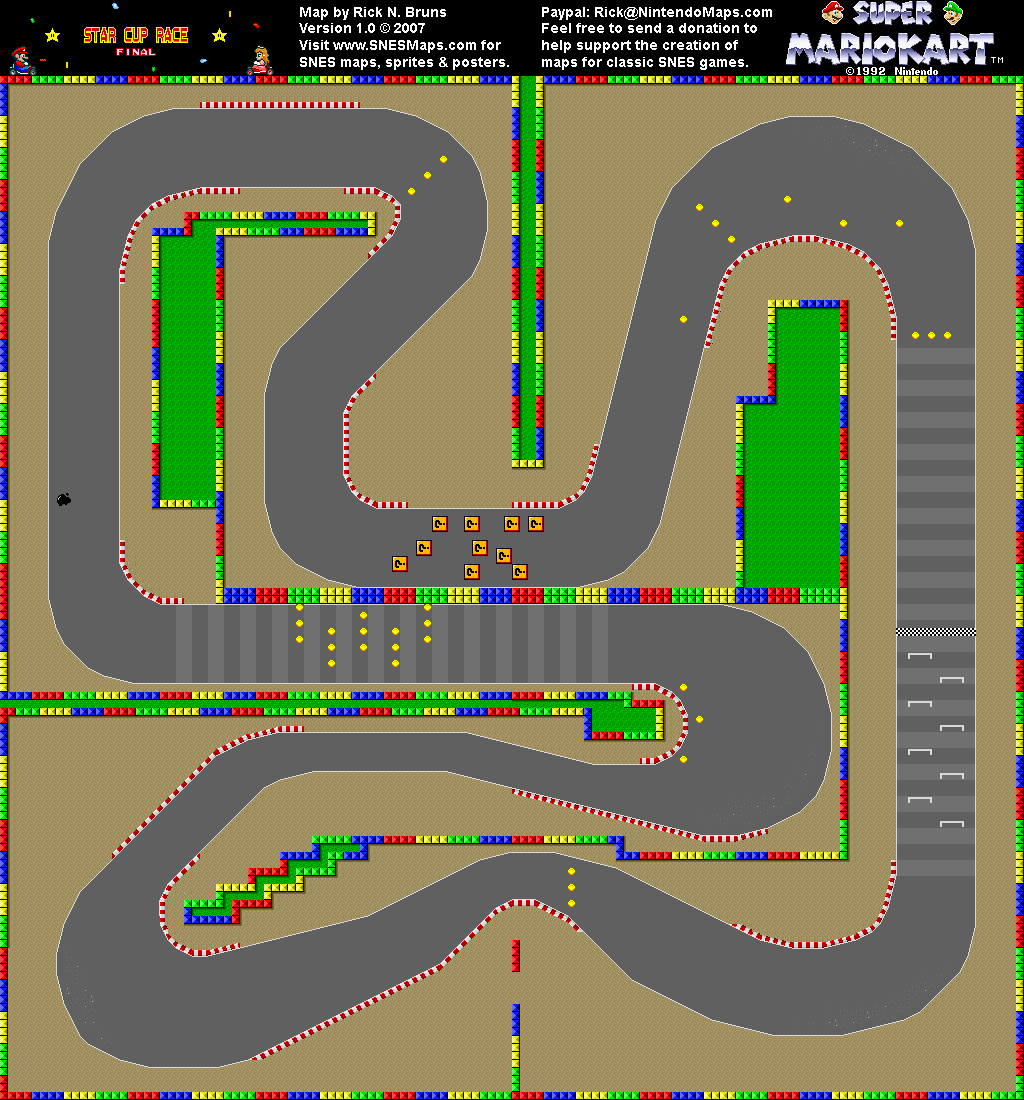 STAR CUP RACE
FINAL
Map by Rick N. Bruns
Version 1.0 © 2007
Visit www.SNESMaps.com for
SNES maps, sprites & posters.
Paypal: Rick@NintendoMaps.com
Feel free to send a donation to
help support the creation of
maps for classic SNES games.
SUPER
MARIOKART™
©1992 Nintendo